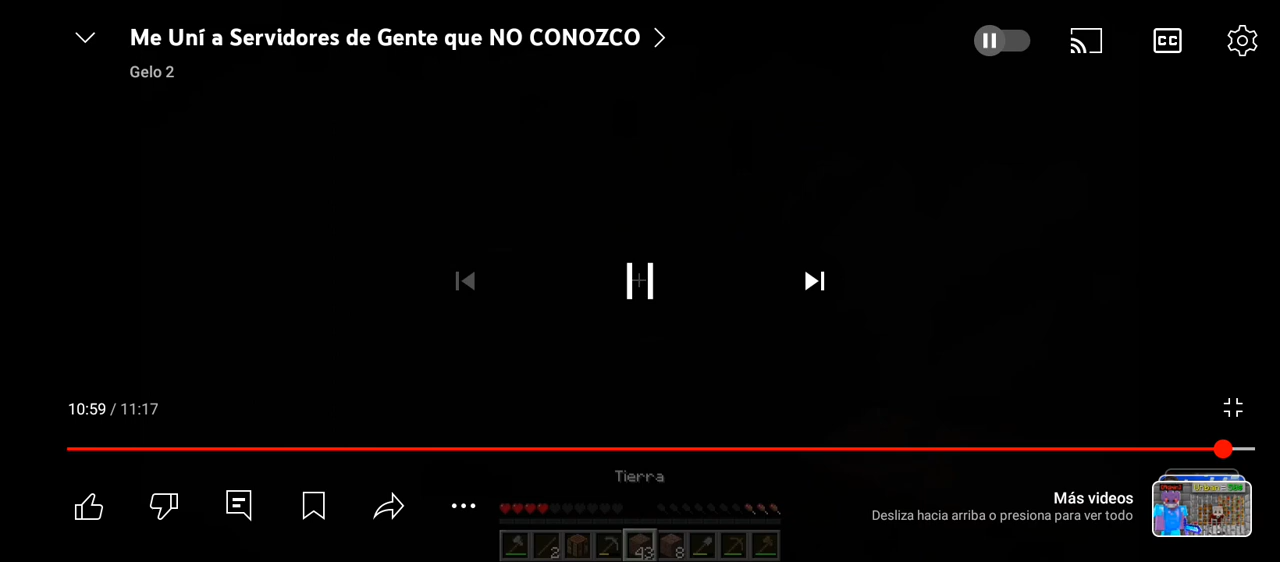 Me Uní a Servidores de Gente que NO CONOZCO
Gelo 2
CC
10:59 / 11:17
Tierra
Más videos
Desliza hacia arriba o presiona para ver todo
2
43
8